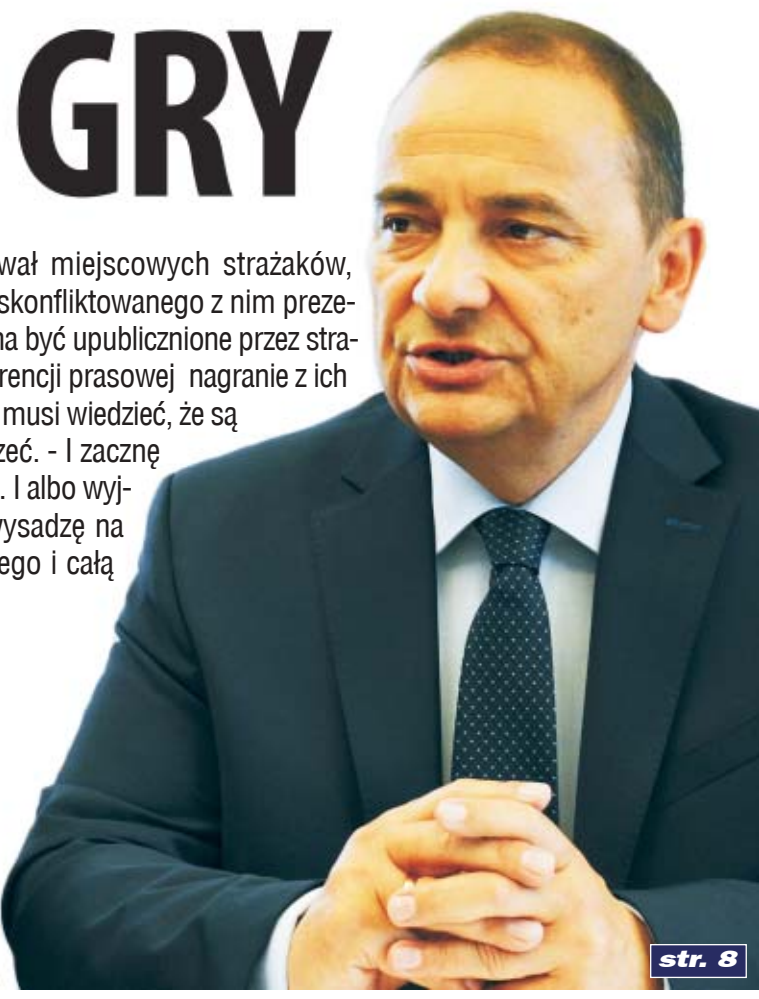 GRY
wał miejscowych strażaków,
skonfliktowanego z nim preze-
na być upublicznione przez stra-
rencji prasowej nagranie z ich
musi wiedzieć, że są
zeć. - I zacznę
. I albo wyj-
wysadzę na
ego i całą
str. 8